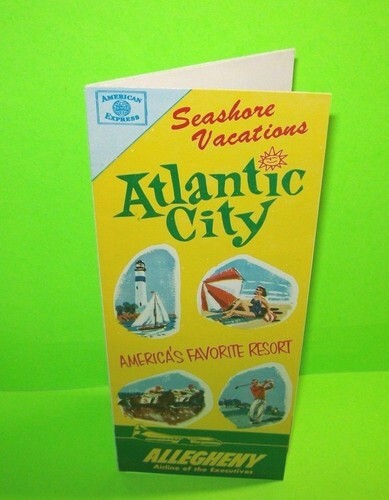 AMERICAN
EXPRESS
Seashore
Vacations
Atlantic
City
AMERICA'S FAVORITE RESORT
ALLEGHENY
Airline of the Executives